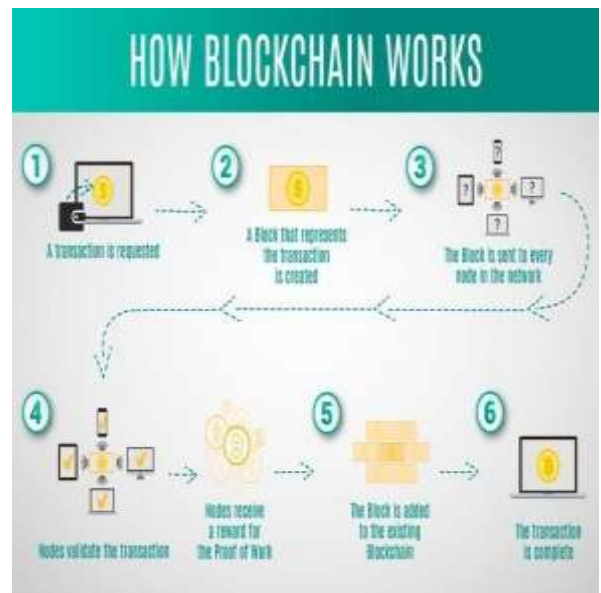 HOW BLOCKCHAIN WORKS
1
A transaction is requested
2
A Block that represents
the transaction
is created
3
The Block is sent to every
node in the network
4
Nodes validate the transaction
Nodes receive
a reward for
the Proof of Work
5
The Block is added
to the existing
Blockchain
6
The transaction
is complete